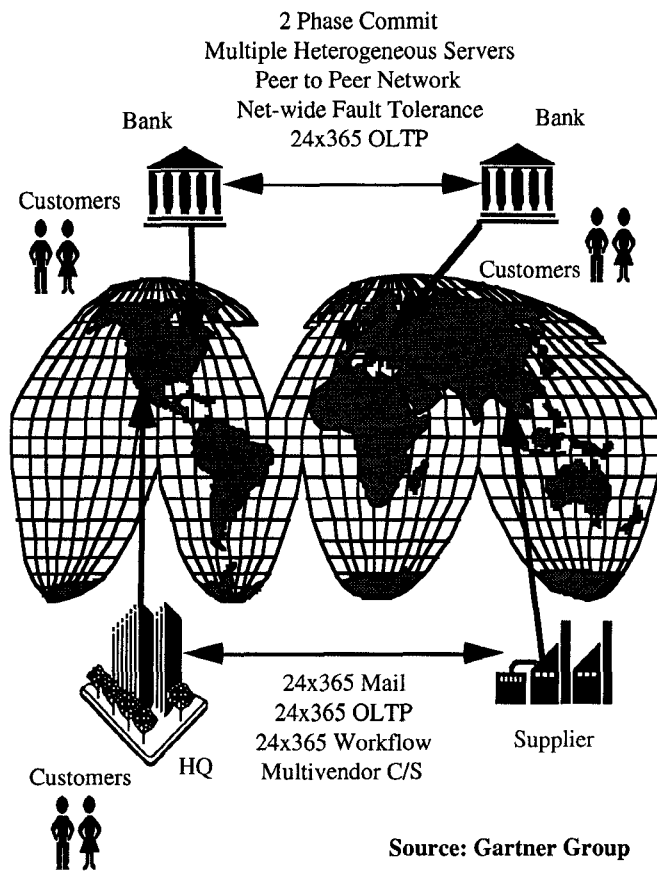 2 Phase Commit
Multiple Heterogeneous Servers
Peer to Peer Network
Net-wide Fault Tolerance
24x365 OLTP
Bank
Bank
Customers
Customers
24x365 Mail
24x365 OLTP
24x365 Workflow
Multivendor C/S
HQ
Supplier
Customers
Source: Gartner Group